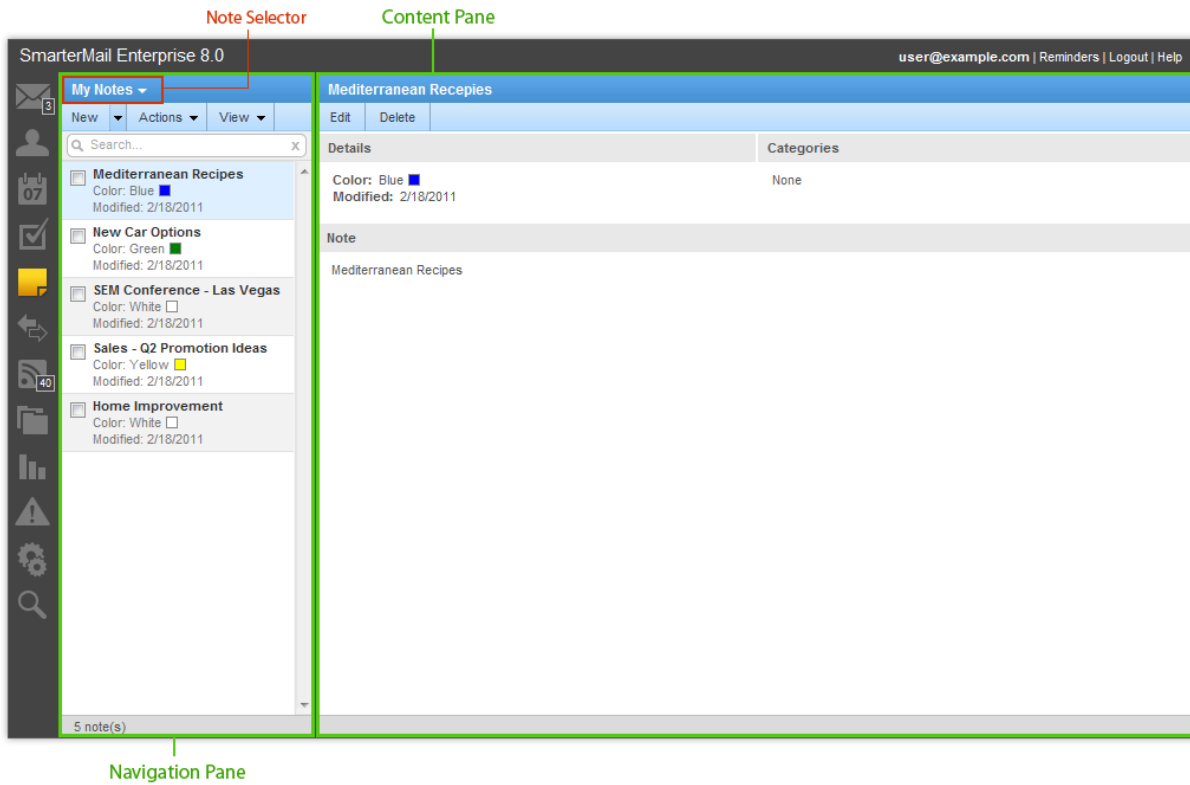 Note Selector
Content Pane
SmarterMail Enterprise 8.0
user@example.com | Reminders | Logout | Help
3
07
40
My Notes
New
Actions
View
Search...
x
Mediterranean Recipes
Color: Blue
Modified: 2/18/2011
New Car Options
Color: Green
Modified: 2/18/2011
SEM Conference - Las Vegas
Color: White
Modified: 2/18/2011
Sales - Q2 Promotion Ideas
Color: Yellow
Modified: 2/18/2011
Home Improvement
Color: White
Modified: 2/18/2011
5 note(s)
Mediterranean Recepies
Edit
Delete
Details
Categories
Color: Blue
None
Modified: 2/18/2011
Note
Mediterranean Recipes
Navigation Pane